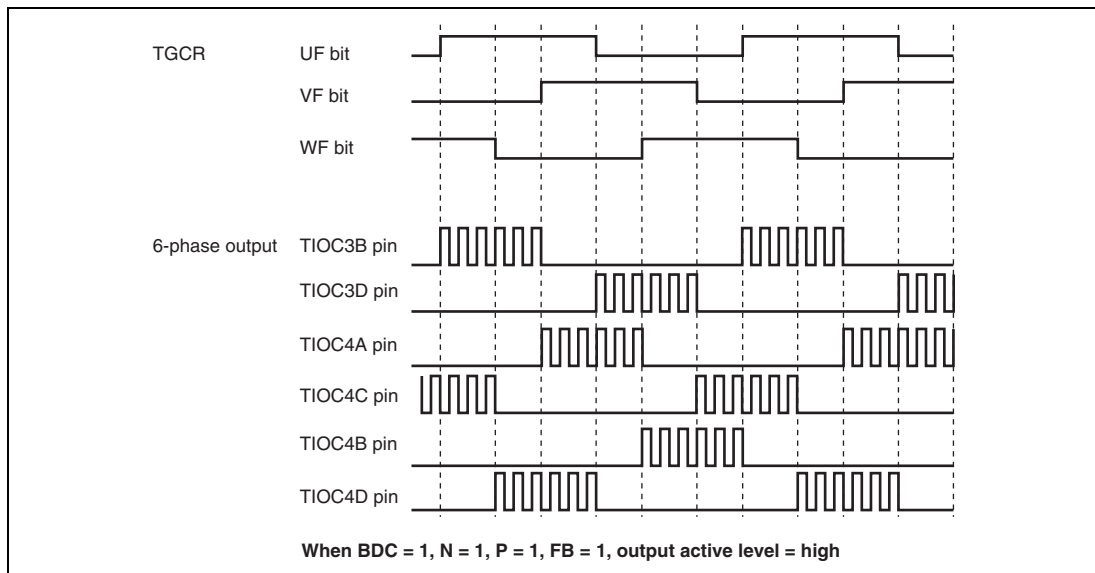 TGCR UF bit
VF bit
WF bit
6-phase output TIOC3B pin
TIOC3D pin
TIOC4A pin
TIOC4C pin
TIOC4B pin
TIOC4D pin
When BDC = 1, N = 1, P = 1, FB = 1, output active level = high